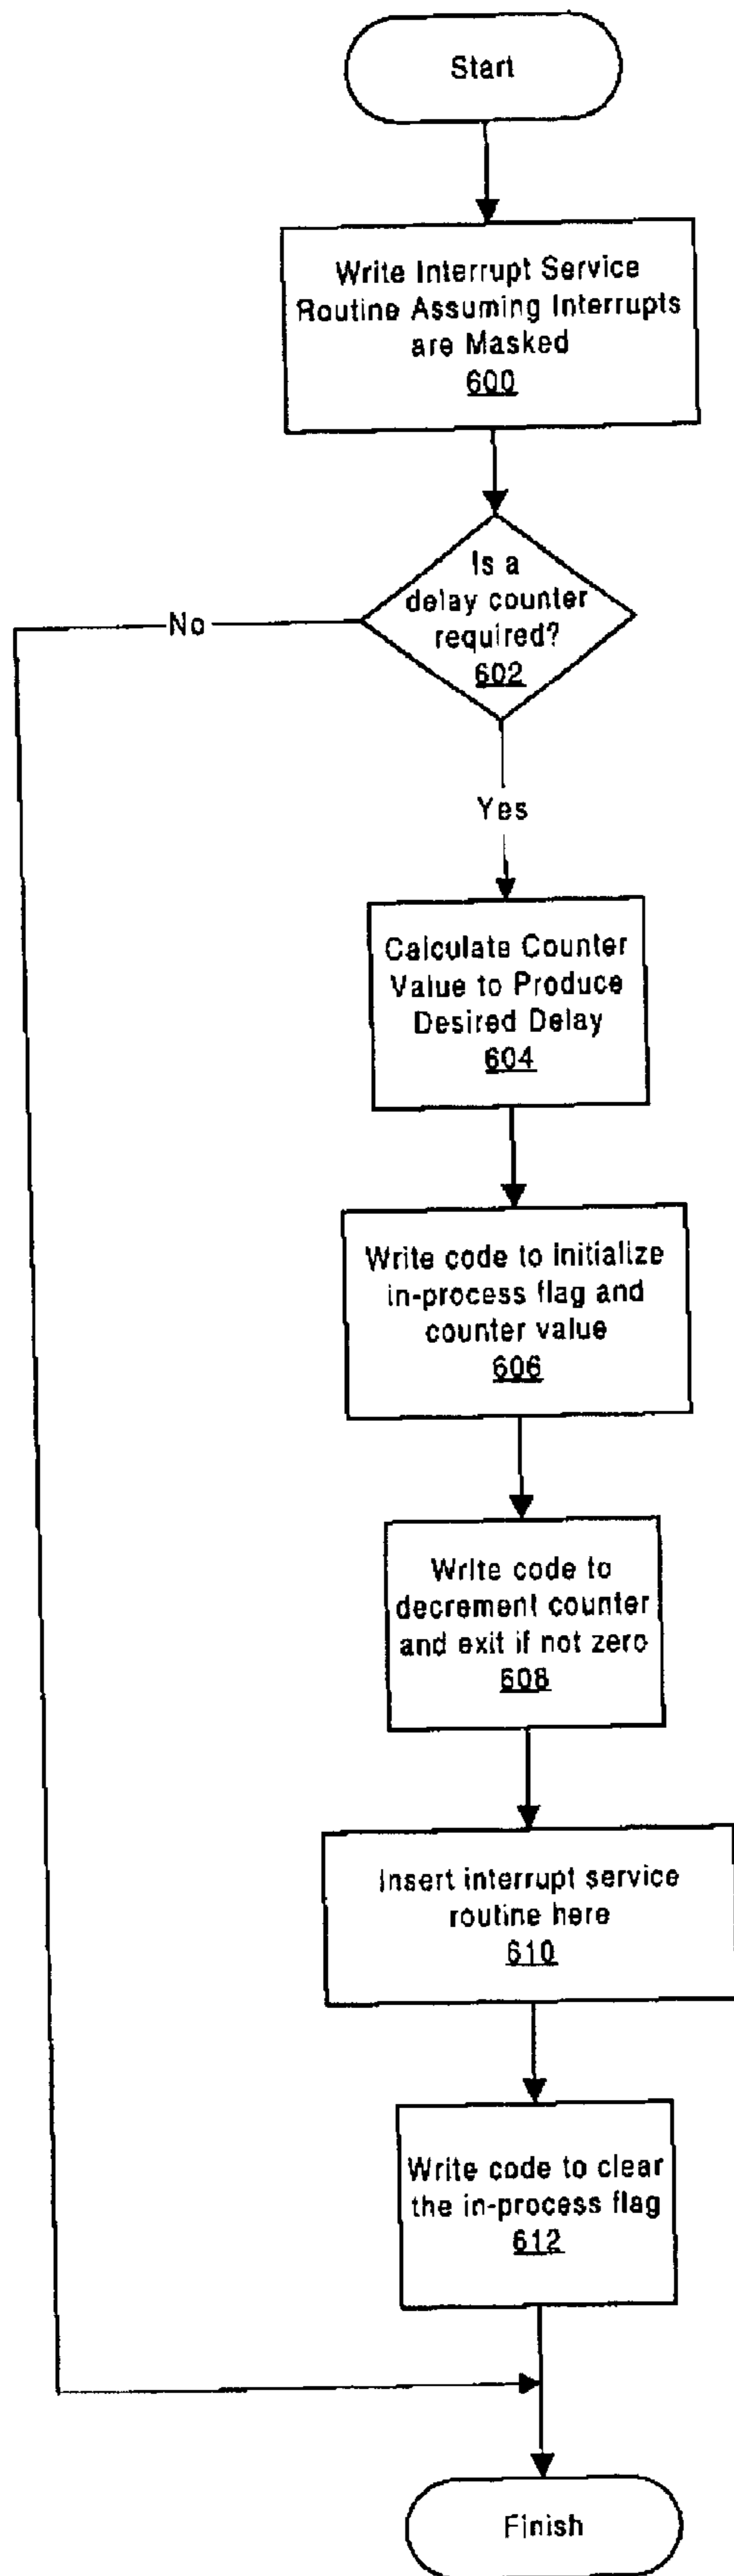 Start
Write Interrupt Service
Routine Assuming Interrupts
are Masked
600
Is a
delay counter
required?
602
No
Yes
Calculate Counter
Value to Produce
Desired Delay
604
Write code to initialize
in-process flag and
counter value
606
Write code to
decrement counter
and exit if not zero
608
Insert interrupt service
routine here
610
Write code to clear
the in-process flag
612
Finish